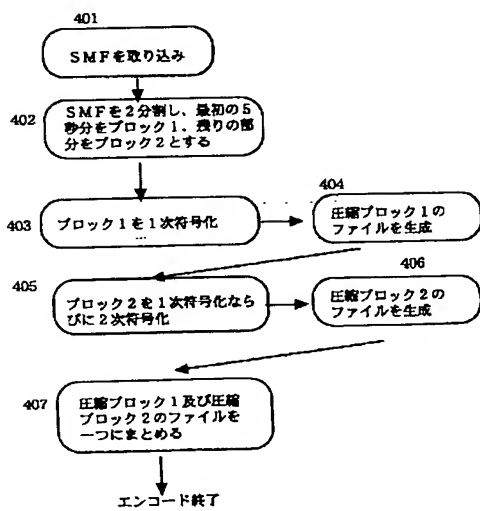 401
SMFを取り込み
402
SMFを2分割し、最初の5
秒分をブロック1、残りの部
分をブロック2とする
403
ブロック1を1次符号化
...
404
圧縮ブロック1の
ファイルを生成
405
ブロック2を1次符号化なら
びに2次符号化
406
圧縮ブロック2の
ファイルを生成
407
圧縮ブロック1及び圧縮
ブロック2のファイルを
一つにまとめる
エンコード終了